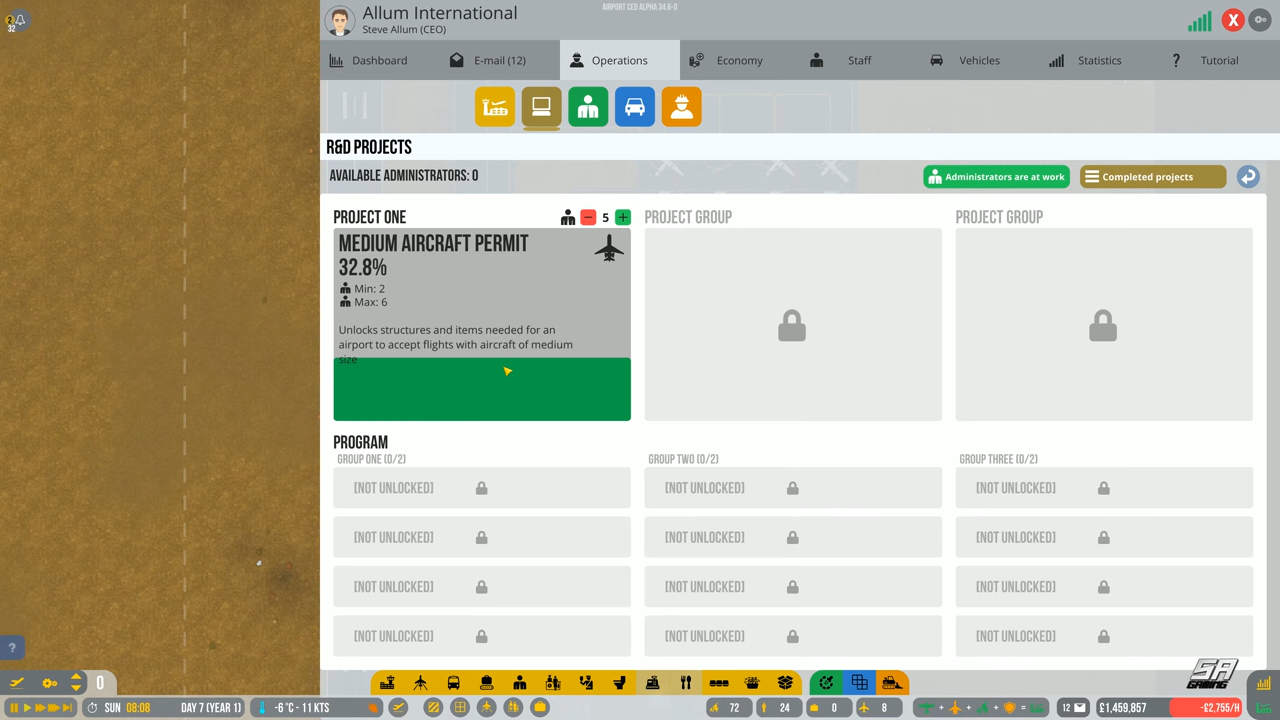 AIRPORT CEO ALPHA 34.6-0
2
32
Allum International
Steve Allum (CEO)
Dashboard
E-mail (12)
Operations
Economy
Staff
Vehicles
Statistics
? Tutorial
R&D PROJECTS
AVAILABLE ADMINISTRATORS: 0
Administrators are at work
Completed projects
PROJECT ONE
5
PROJECT GROUP
PROJECT GROUP
MEDIUM AIRCRAFT PERMIT
32.8%
Min: 2
Max: 6
Unlocks structures and items needed for an
airport to accept flights with aircraft of medium
size
PROGRAM
GROUP ONE (0/2)
GROUP TWO (0/2)
GROUP THREE (0/2)
[NOT UNLOCKED]
[NOT UNLOCKED]
[NOT UNLOCKED]
[NOT UNLOCKED]
[NOT UNLOCKED]
[NOT UNLOCKED]
[NOT UNLOCKED]
[NOT UNLOCKED]
[NOT UNLOCKED]
[NOT UNLOCKED]
[NOT UNLOCKED]
[NOT UNLOCKED]
?
SA GAMING
0
SUN 08:08
DAY 7 (YEAR 1)
-6 °C - 11 KTS
72
24
0
8
12
£1,459,857
-£2,755/H